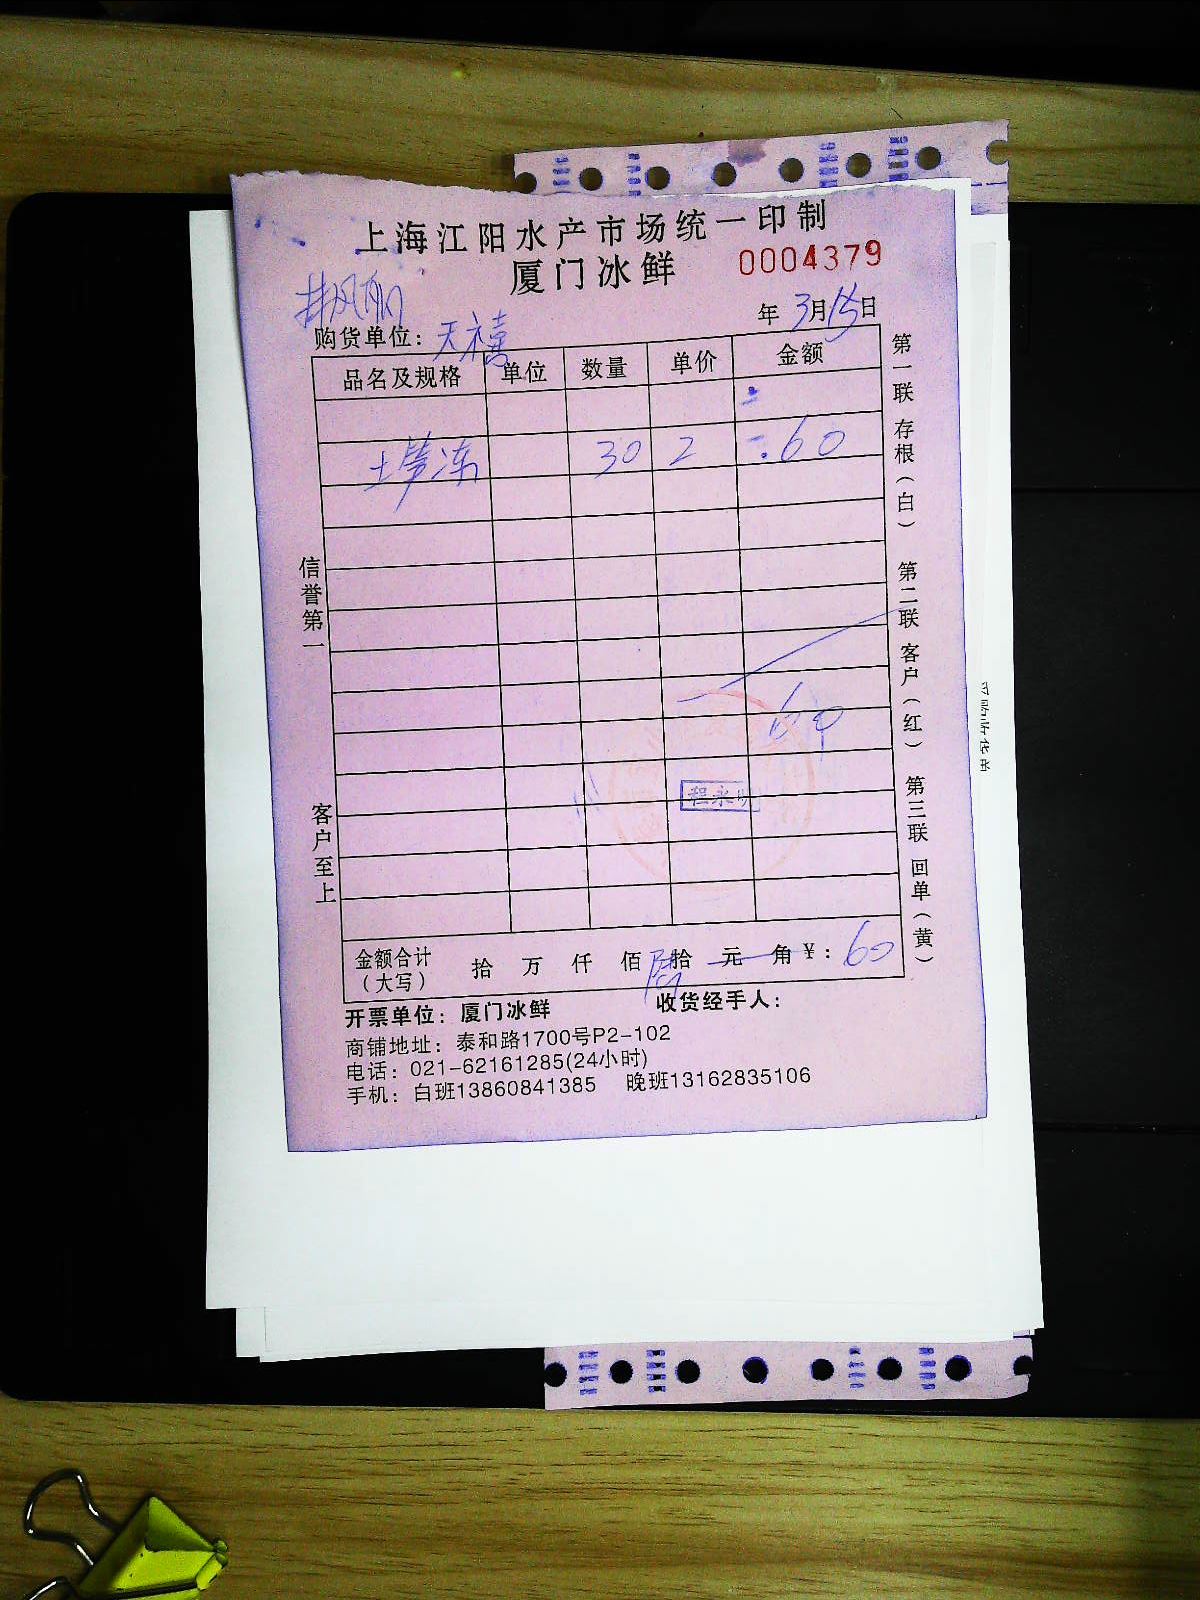 上海江阳水产市场统一印制
厦门冰鲜 0004379
年 3月15日
购货单位：天禧
品名及规格 单位 数量 单价 金额
土笋冻 30 2 60
60
程永明
金额合计（大写） 拾 万 仟 佰 陆拾 元 角 ￥：60
开票单位：厦门冰鲜 收货经手人：
商铺地址：泰和路1700号P2-102
电话：021-62161285(24小时)
手机：白班13860841385 晚班13162835106
信誉第一 客户至上
第一联 存根（白） 第二联 客户（红） 第三联 回单（黄）